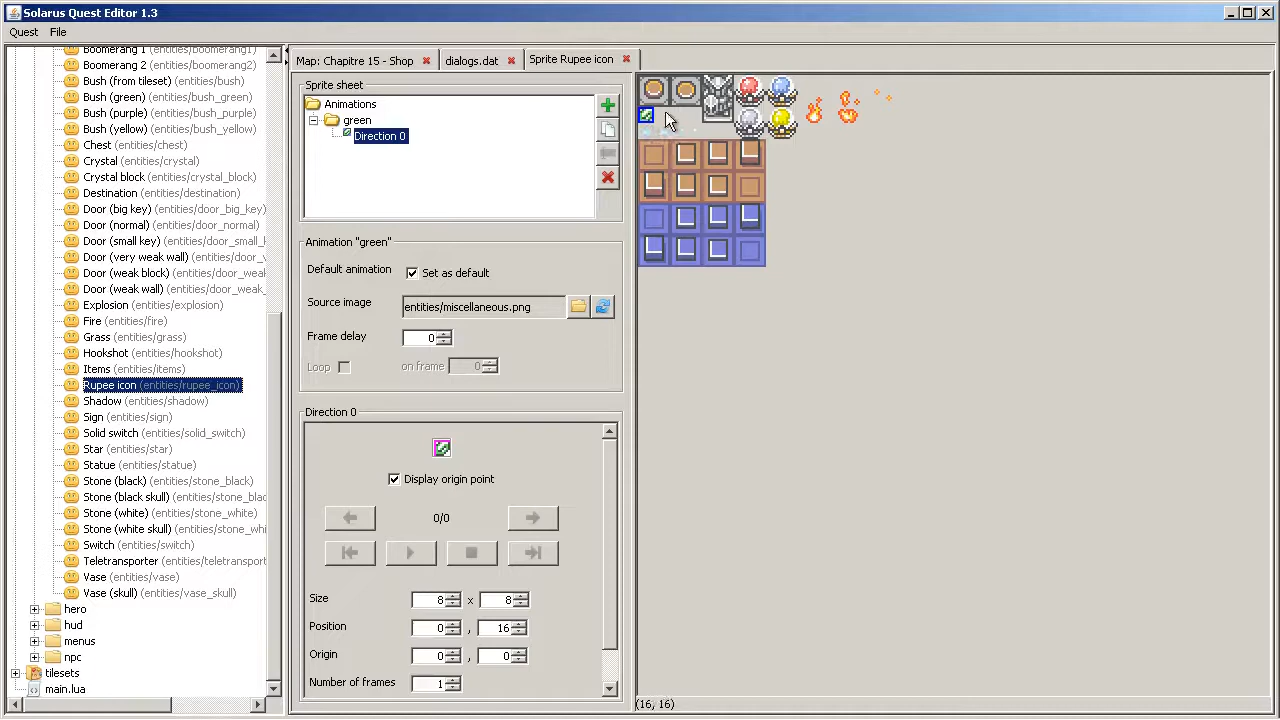 Solarus Quest Editor 1.3
Quest File
Boomerang 1 (entities/boomerang1)
Boomerang 2 (entities/boomerang2)
Bush (from tileset) (entities/bush)
Bush (green) (entities/bush_green)
Bush (purple) (entities/bush_purple)
Bush (yellow) (entities/bush_yellow)
Chest (entities/chest)
Crystal (entities/crystal)
Crystal block (entities/crystal_block)
Destination (entities/destination)
Door (big key) (entities/door_big_key)
Door (normal) (entities/door_normal)
Door (small key) (entities/door_small_k
Door (very weak wall) (entities/door_v
Door (weak block) (entities/door_weak
Door (weak wall) (entities/door_weak_
Explosion (entities/explosion)
Fire (entities/fire)
Grass (entities/grass)
Hookshot (entities/hookshot)
Items (entities/items)
Rupee icon (entities/rupee_icon)
Shadow (entities/shadow)
Sign (entities/sign)
Solid switch (entities/solid_switch)
Star (entities/star)
Statue (entities/statue)
Stone (black) (entities/stone_black)
Stone (black skull) (entities/stone_blac
Stone (white) (entities/stone_white)
Stone (white skull) (entities/stone_whi
Switch (entities/switch)
Teletransporter (entities/teletransport
Vase (entities/vase)
Vase (skull) (entities/vase_skull)
hero
hud
menus
npc
tilesets
main.lua
Map: Chapitre 15 - Shop dialogs.dat Sprite Rupee icon
Sprite sheet
Animations
green
Direction 0
Animation "green"
Default animation Set as default
Source image entities/miscellaneous.png
Frame delay 0
Loop on frame 0
Direction 0
Display origin point
0/0
Size 8 x 8
Position 0 , 16
Origin 0 , 0
Number of frames 1
(16, 16)